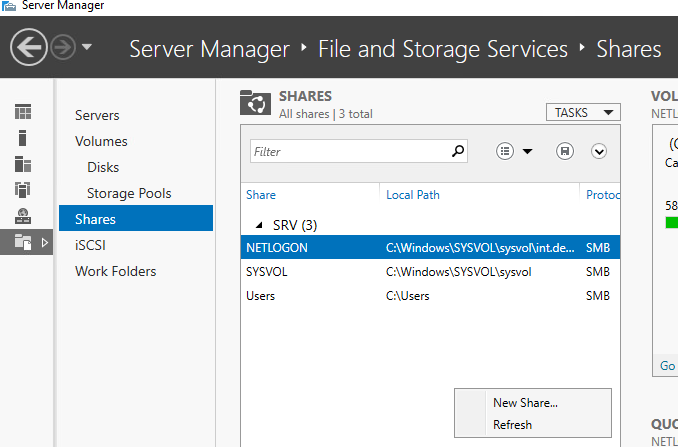 Server Manager
Server Manager ‣ File and Storage Services ‣ Shares
Servers
Volumes
Disks
Storage Pools
Shares
iSCSI
Work Folders
SHARES
All shares | 3 total
TASKS
Filter
Share Local Path Protoc
SRV (3)
NETLOGON C:\Windows\SYSVOL\sysvol\int.de... SMB
SYSVOL C:\Windows\SYSVOL\sysvol SMB
Users C:\Users SMB
New Share...
Refresh
VOL
NETL
(C
Ca
58
Go
QUO
NETL